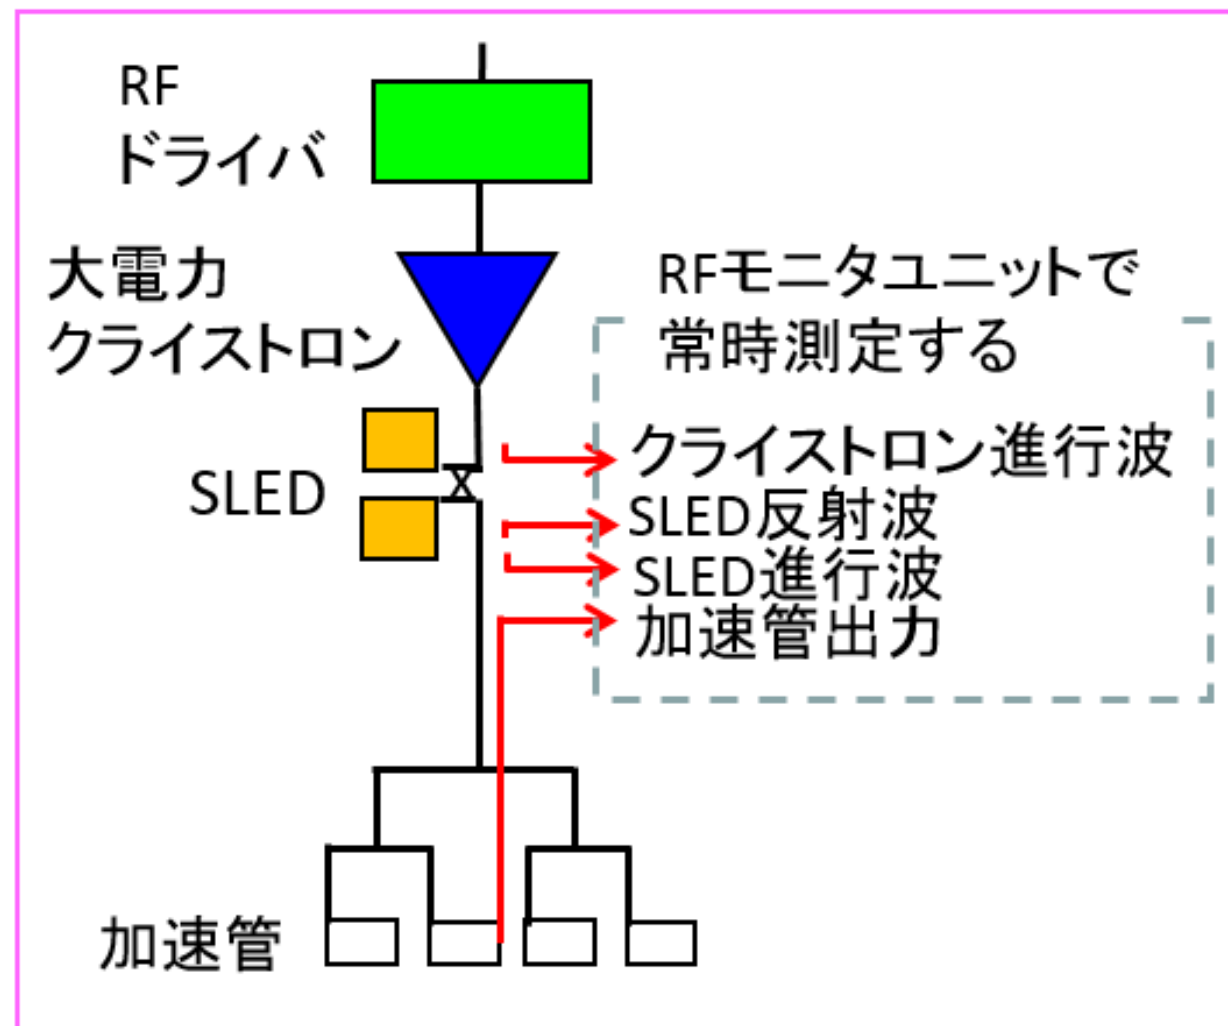 RF
ドライバ
大電力
クライストロン
RFモニタユニットで
常時測定する
クライストロン進行波
SLED
SLED反射波
SLED進行波
加速管出力
加速管